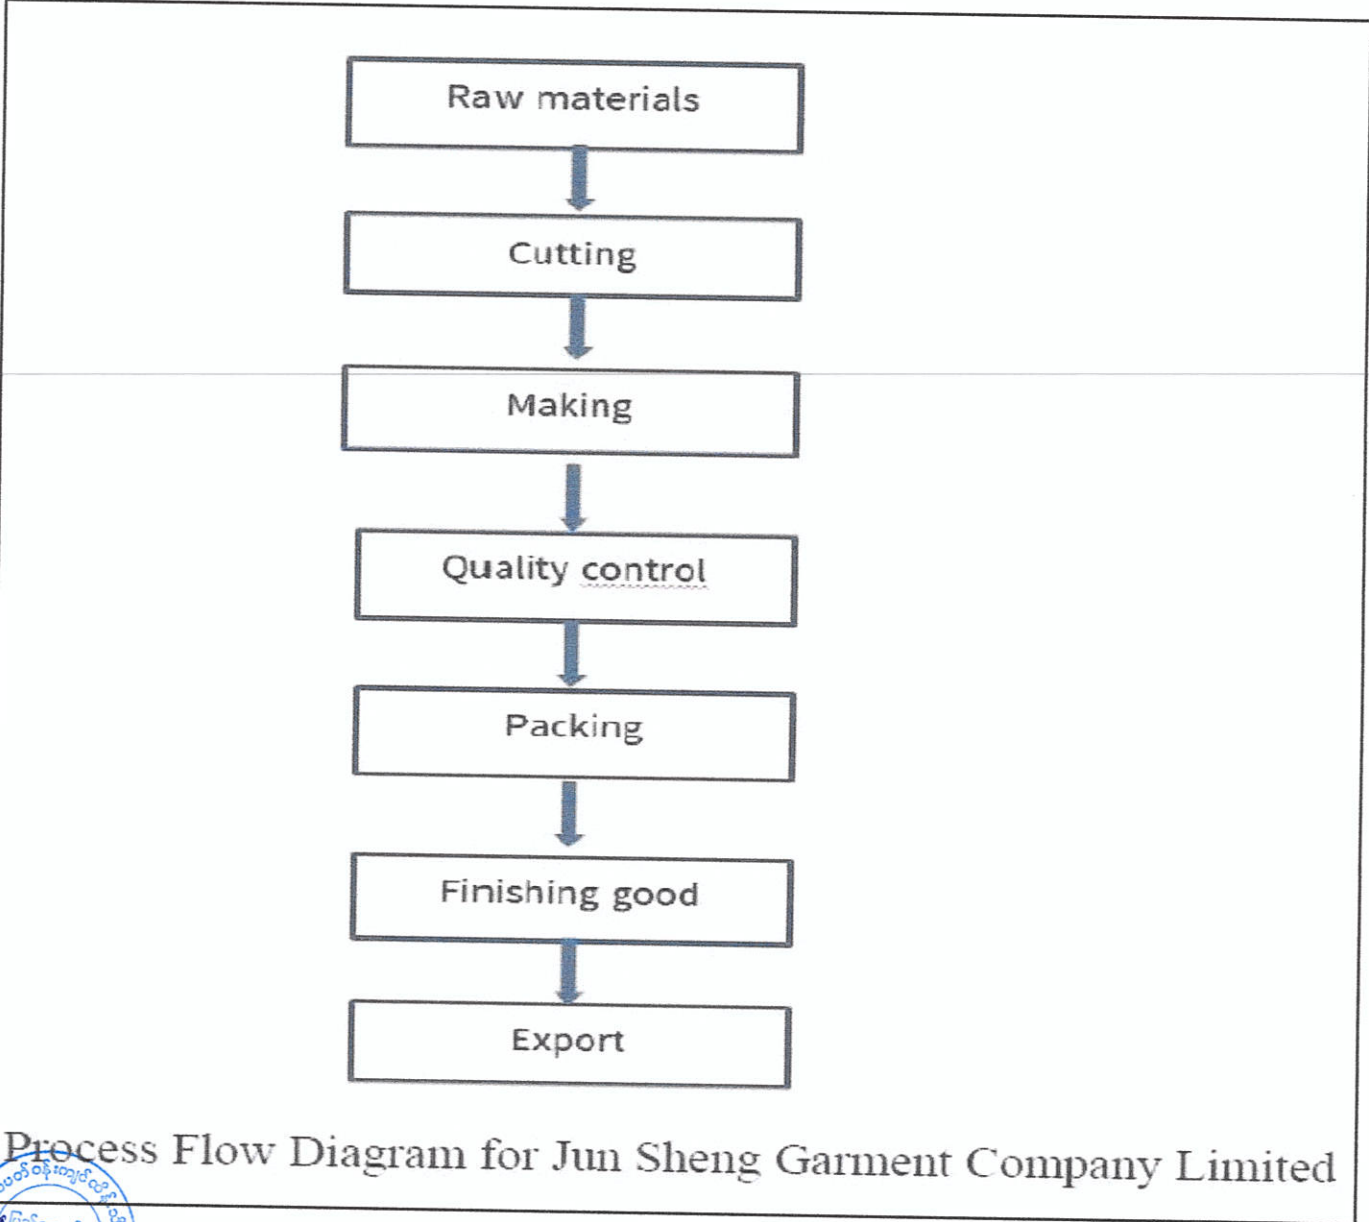 Raw materials
Cutting
Making
Quality control
Packing
Finishing good
Export
Process Flow Diagram for Jun Sheng Garment Company Limited